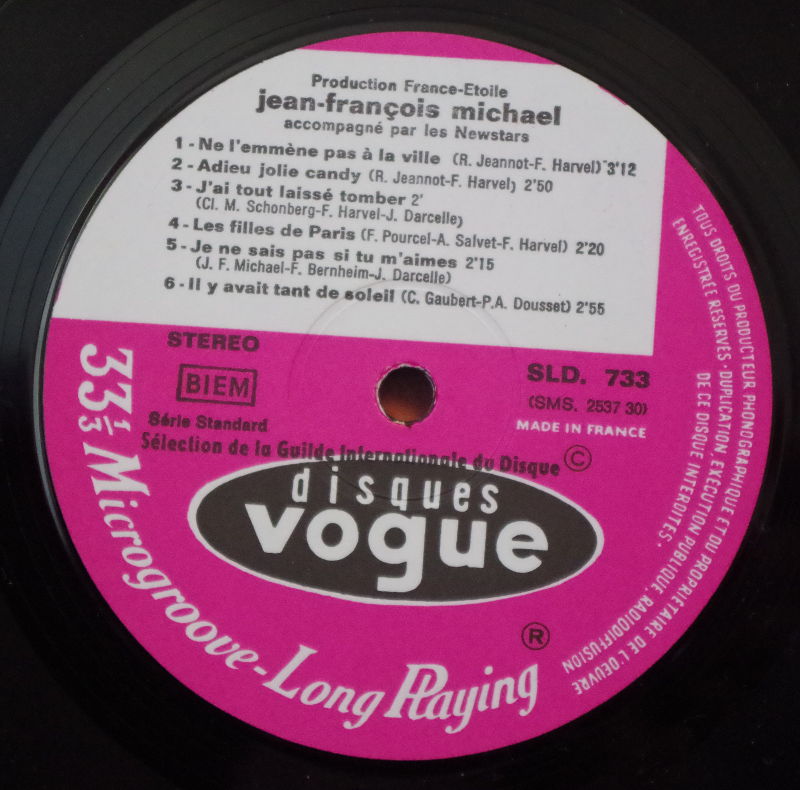 Production France-Etoile
jean-françois michael
accompagné par les Newstars
1 - Ne l'emmène pas à la ville (R. Jeannot-F. Harvel) 3'12
2 - Adieu jolie candy (R. Jeannot-F. Harvel) 2'50
3 - J'ai tout laissé tomber 2'
(Cl. M. Schonberg-F. Harvel-J. Darcelle)
4 - Les filles de Paris (F. Pourcel-A. Salvet-F. Harvel) 2'20
5 - Je ne sais pas si tu m'aimes 2'15
(J. F. Michael-F. Bernheim-J. Darcelle)
6 - Il y avait tant de soleil (C. Gaubert-P.A. Dousset) 2'55
STEREO
BIEM
Série Standard
SLD. 733
(SMS. 2537 30)
MADE IN FRANCE
Sélection de la Guilde Internationale du Disque ©
disques
vogue
®
33 1/3 Microgroove-Long Playing
TOUS DROITS DU PRODUCTEUR PHONOGRAPHIQUE ET DU PROPRIETAIRE DE L'OEUVRE
ENREGISTRÉE RESERVÉS · DUPLICATION, EXECUTION PUBLIQUE, RADIODIFFUSION
DE CE DISQUE INTERDITES.